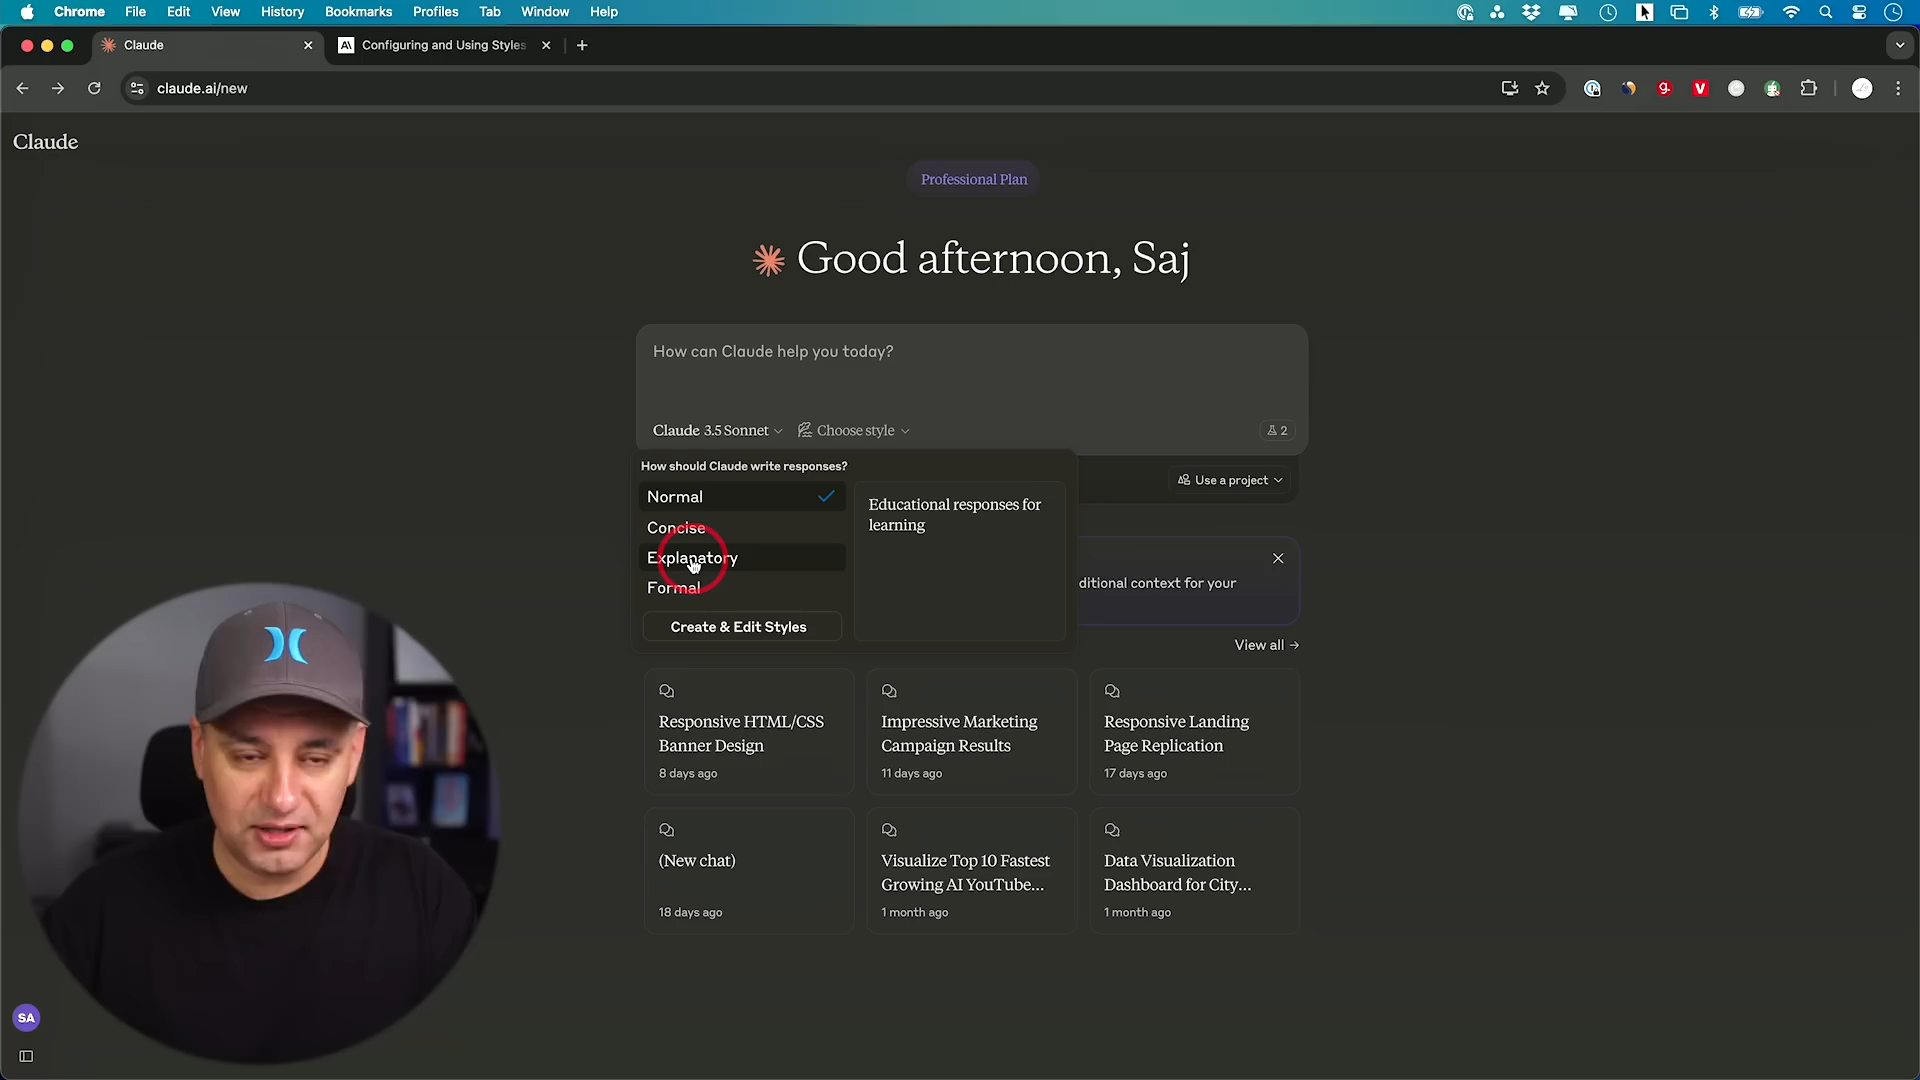 Chrome File Edit View History Bookmarks Profiles Tab Window Help
Claude
Configuring and Using Styles
claude.ai/new
Claude
Professional Plan
Good afternoon, Saj
How can Claude help you today?
Claude 3.5 Sonnet
Choose style
2
How should Claude write responses?
Use a project
Normal
Concise
Explanatory
Formal
Create & Edit Styles
Educational responses for
learning
ditional context for your
View all →
Responsive HTML/CSS
Banner Design
8 days ago
Impressive Marketing
Campaign Results
11 days ago
Responsive Landing
Page Replication
17 days ago
(New chat)
18 days ago
Visualize Top 10 Fastest
Growing AI YouTube...
1 month ago
Data Visualization
Dashboard for City...
1 month ago
SA